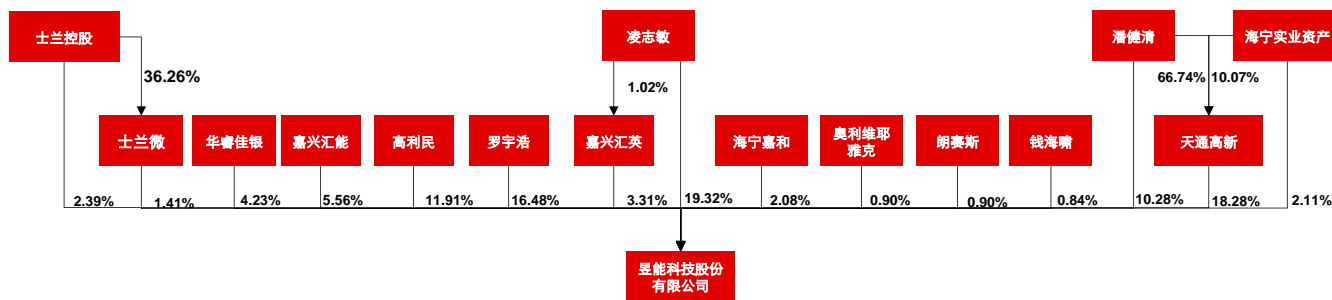 士兰控股
凌志敏
潘健清
海宁实业资产
36.26%
1.02%
66.74%
10.07%
士兰微
华睿佳银
嘉兴汇能
高利民
罗宇浩
嘉兴汇英
海宁嘉和
奥利维耶
雅克
朗赛斯
钱海啸
天通高新
2.39%
1.41%
4.23%
5.56%
11.91%
16.48%
3.31%
19.32%
2.08%
0.90%
0.90%
0.84%
10.28%
18.28%
2.11%
昱能科技股份
有限公司